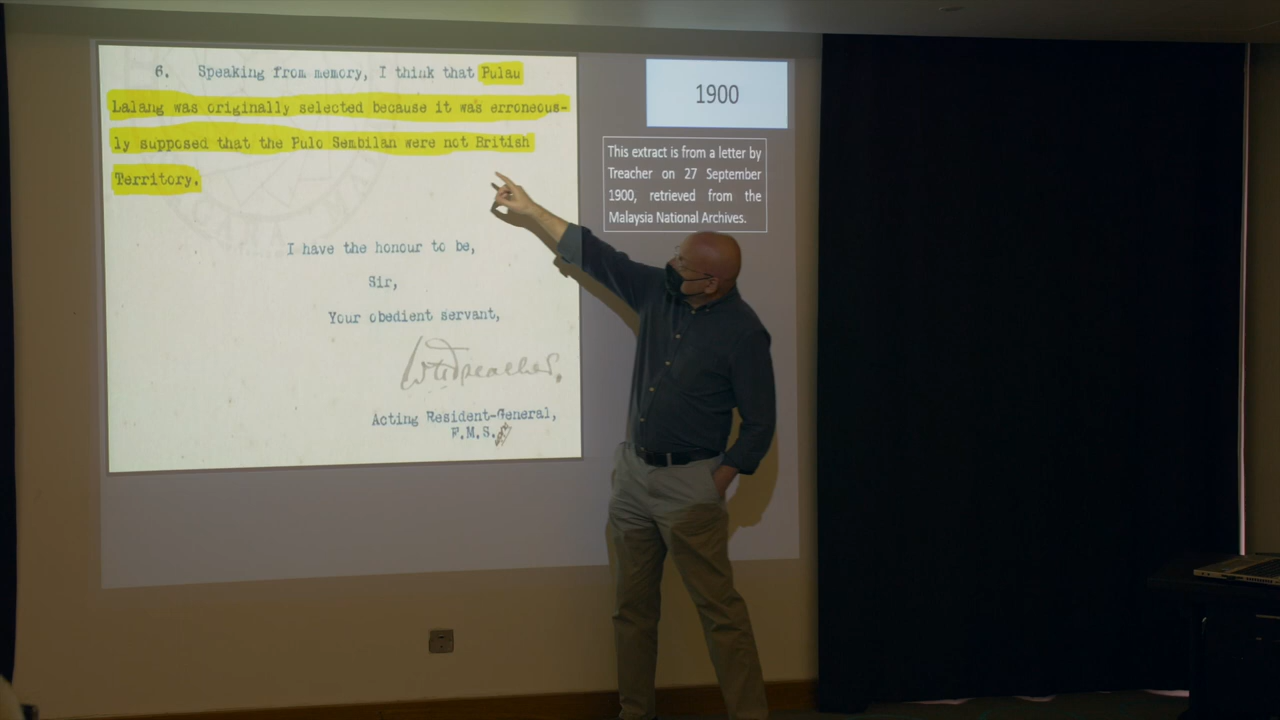 6. Speaking from memory, I think that Pulau
Lalang was originally selected because it was erroneous-
ly supposed that the Pulo Sembilan were not British
Territory.
I have the honour to be,
Sir,
Your obedient servant,
W H Treacher.
Acting Resident-General,
F.M.S.
1900
This extract is from a letter by
Treacher on 27 September
1900, retrieved from the
Malaysia National Archives.